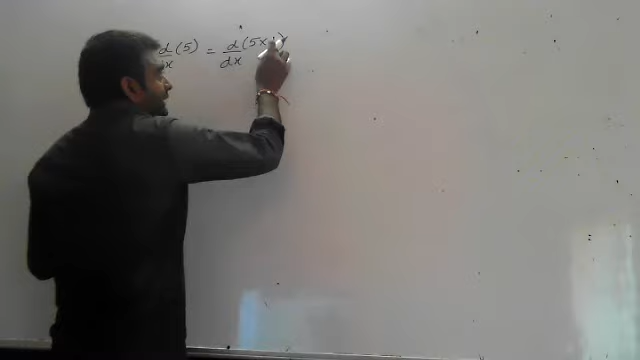 d/dx (5) = d/dx (5x